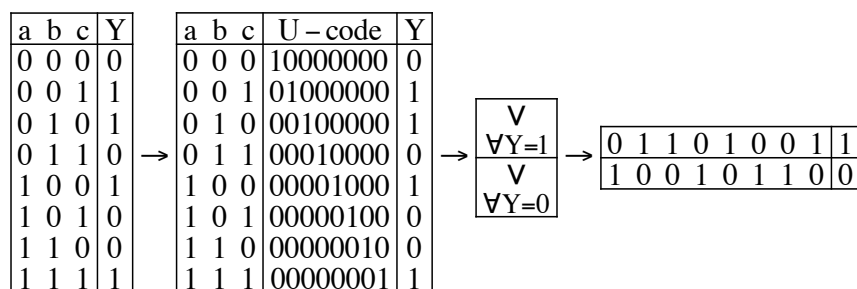 a b c Y
0 0 0 0
0 0 1 1
0 1 0 1
0 1 1 0
1 0 0 1
1 0 1 0
1 1 0 0
1 1 1 1
→
a b c U – code Y
0 0 0 10000000 0
0 0 1 01000000 1
0 1 0 00100000 1
0 1 1 00010000 0
1 0 0 00001000 1
1 0 1 00000100 0
1 1 0 00000010 0
1 1 1 00000001 1
→
∨
∀Y=1
∨
∀Y=0
→
0 1 1 0 1 0 0 1 1
1 0 0 1 0 1 1 0 0